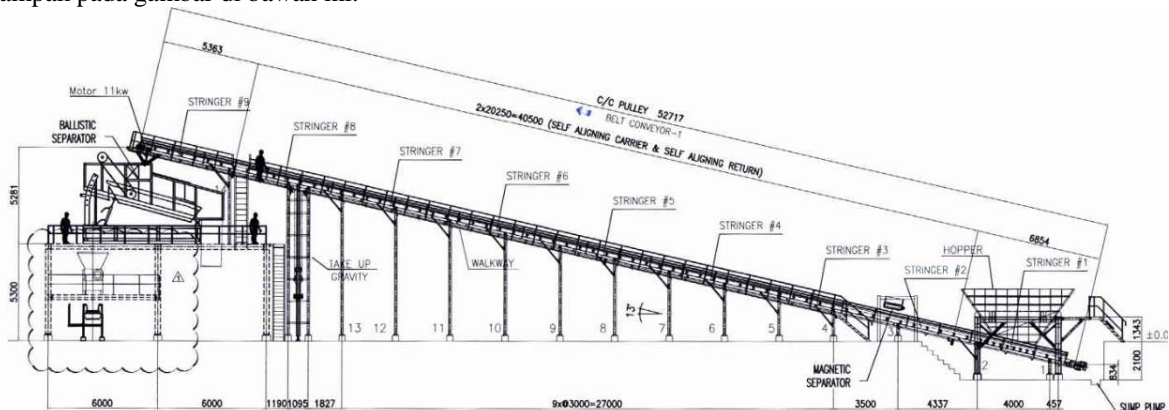 ampak pada gambar di bawah ini.
5363
C/C PULLEY 52717
BELT CONVEYOR-1
2x20250=40500 (SELF ALIGNING CARRIER & SELF ALIGNING RETURN)
6854
Motor 11kw
BALLISTIC
SEPARATOR
STRINGER #9
STRINGER #8
STRINGER #7
STRINGER #6
STRINGER #5
STRINGER #4
STRINGER #3
STRINGER #2
HOPPER
STRINGER #1
5281
5300
TAKE UP
GRAVITY
WALKWAY
13°
13
12
11
10
9
8
7
6
5
4
3
2
1
MAGNETIC
SEPARATOR
1343
±0.0
2100
834
SUMP PUMP
6000
6000
1190
1095
1827
9x@3000=27000
3500
4337
4000
457